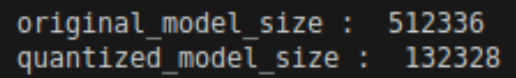 original_model_size :  512336
quantized_model_size :  132328